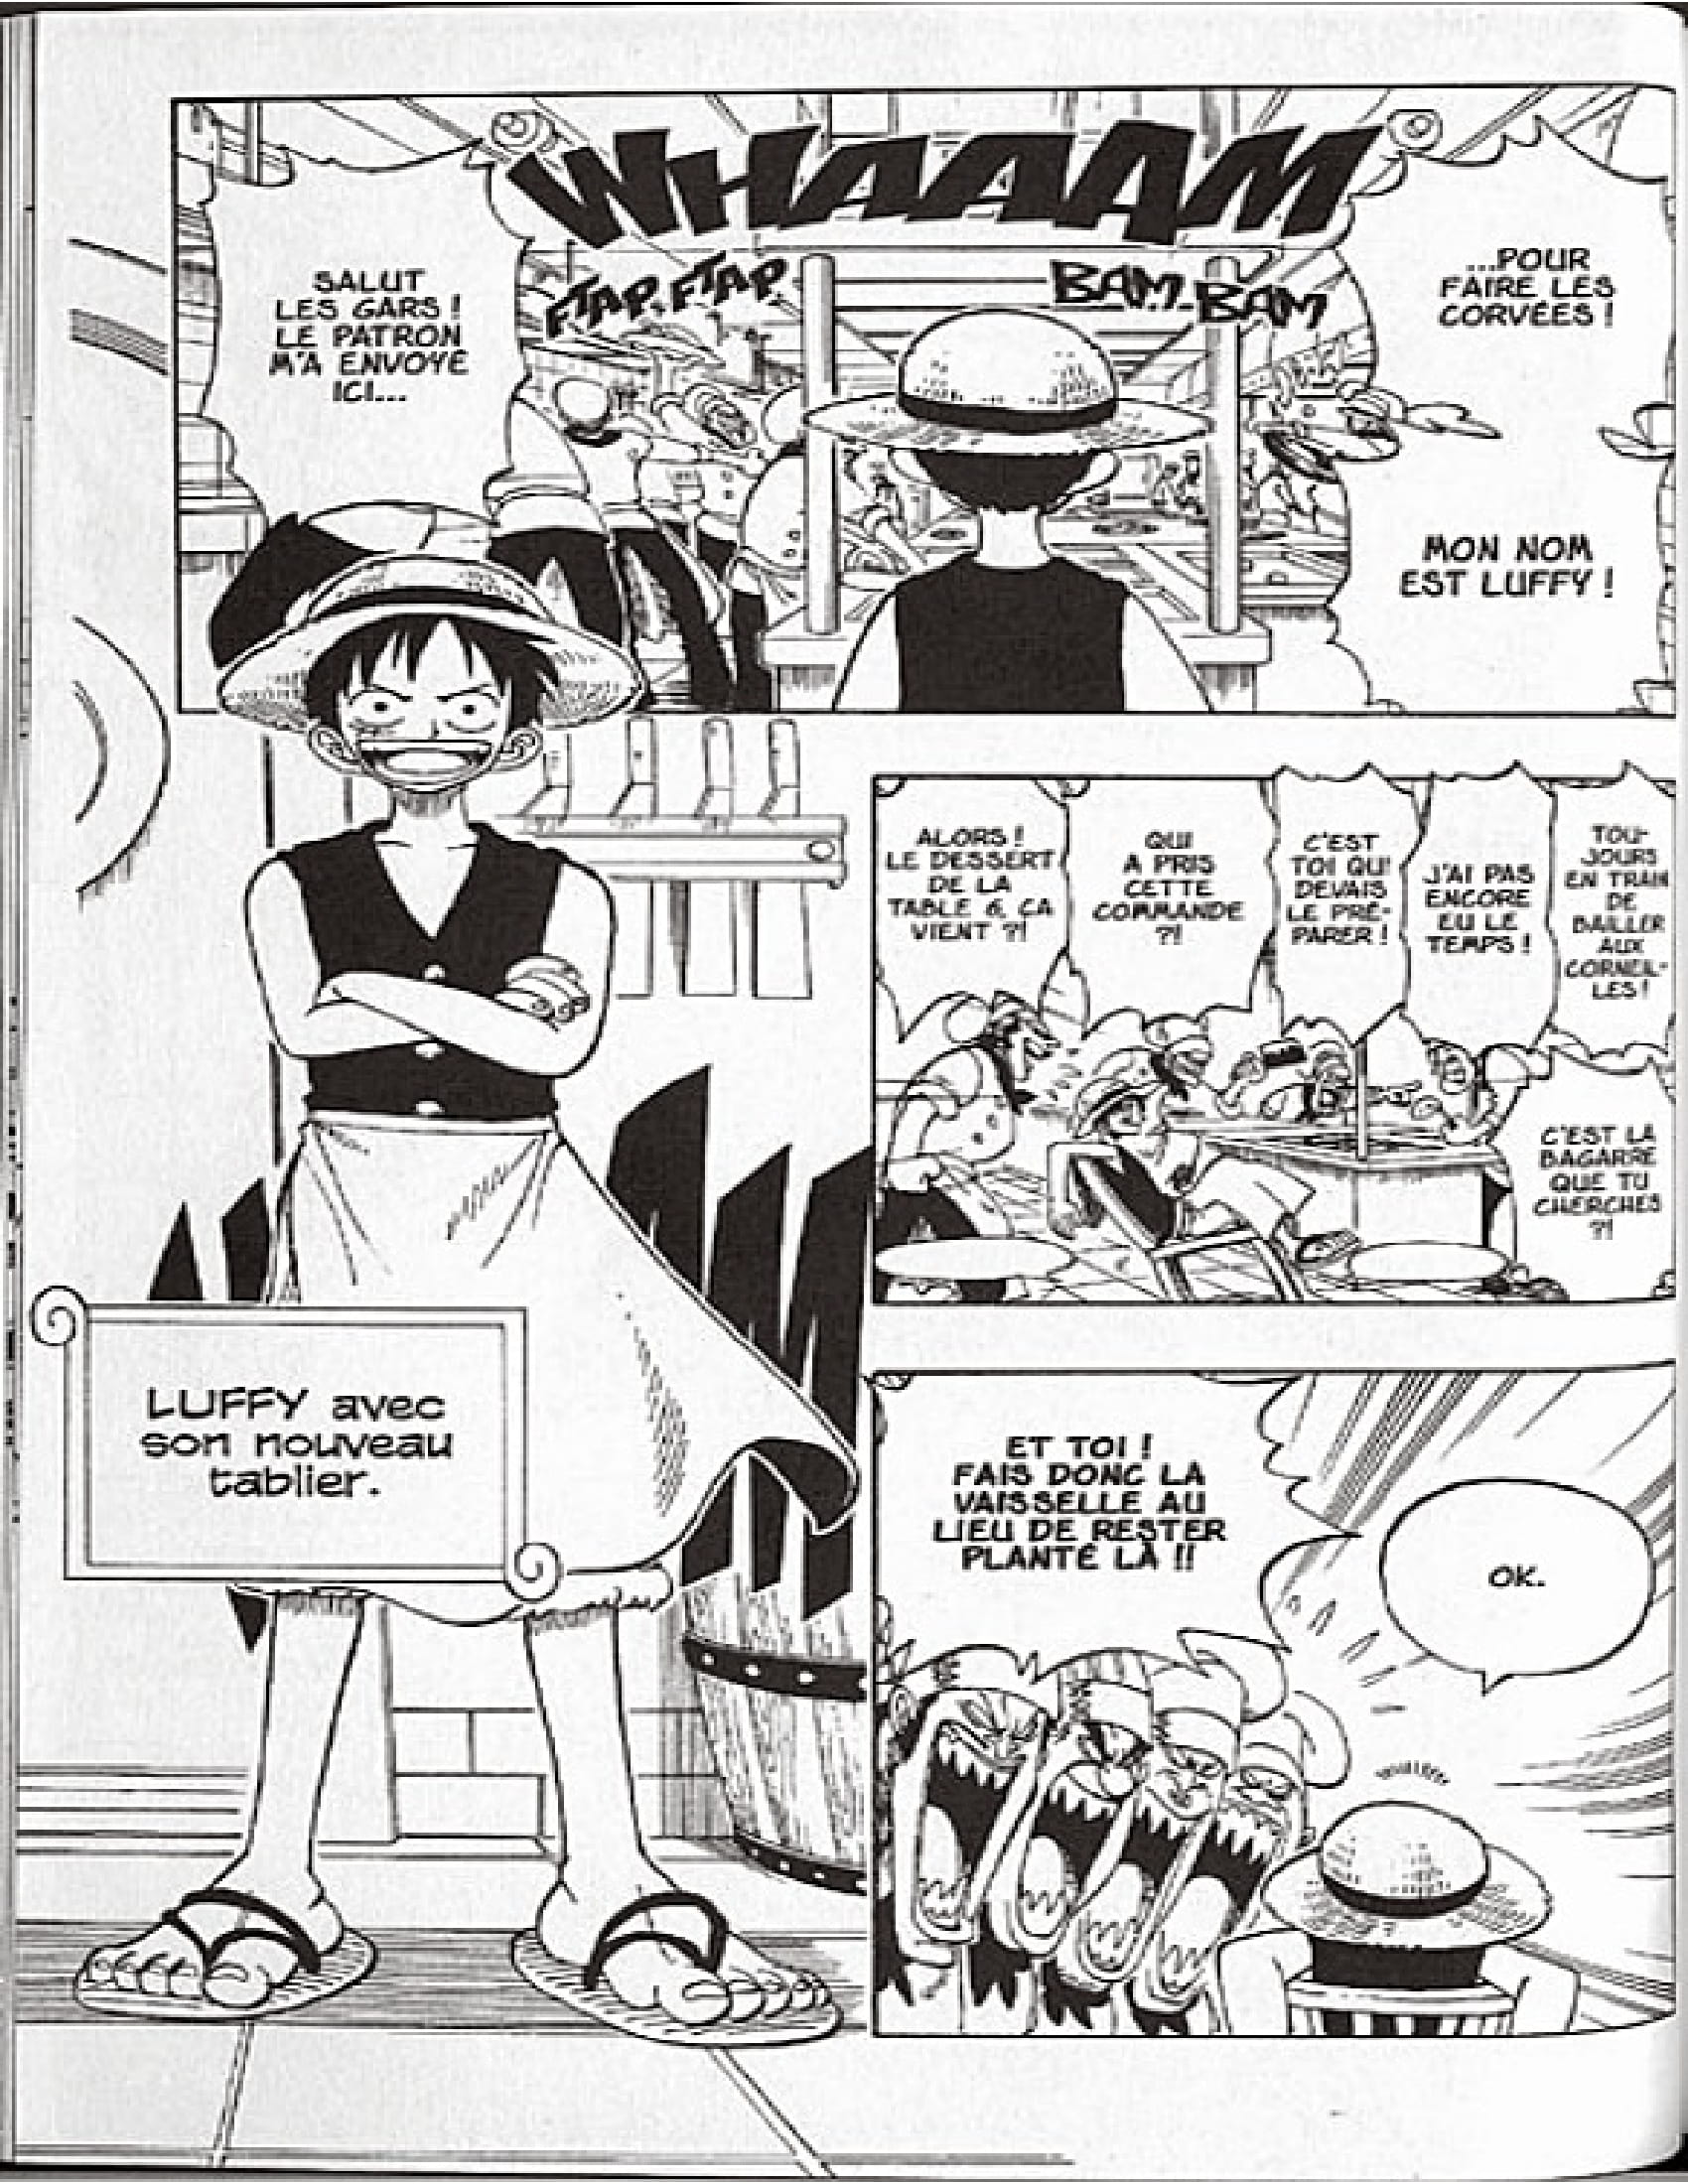 WHAAAM
FTAP FTAP
BAM BAM
SALUT
LES GARS !
LE PATRON
M'A ENVOYÉ
ICI...
...POUR
FAIRE LES
CORVÉES !
MON NOM
EST LUFFY !
LUFFY avec
son nouveau
tablier.
ALORS !
LE DESSERT
DE LA
TABLE 6, ÇA
VIENT ?!
QUI
A PRIS
CETTE
COMMANDE
?!
C'EST
TOI QUI
DEVAIS
LE PRÉ-
PARER !
J'AI PAS
ENCORE
EU LE
TEMPS !
TOU-
JOURS
EN TRAIN
DE
BAILLER
AUX
CORNEIL-
LES !
C'EST LA
BAGARRE
QUE TU
CHERCHES
?!
ET TOI !
FAIS DONC LA
VAISSELLE AU
LIEU DE RESTER
PLANTÉ LÀ !!
OK.